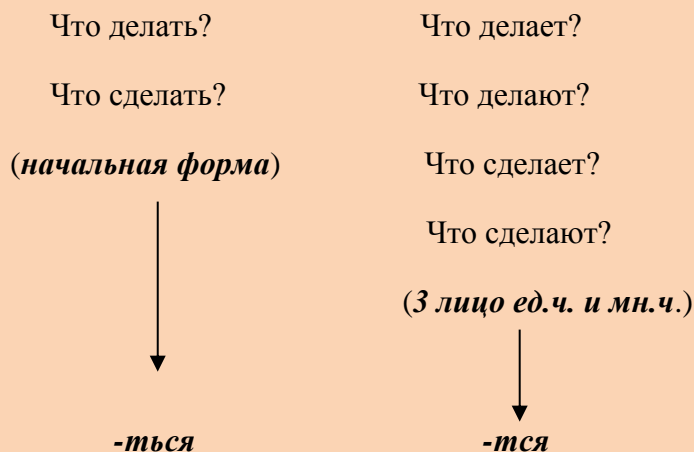 Что делать?
Что сделать?
(начальная форма)
-ться
Что делает?
Что делают?
Что сделает?
Что сделают?
(3 лицо ед.ч. и мн.ч.)
-тся